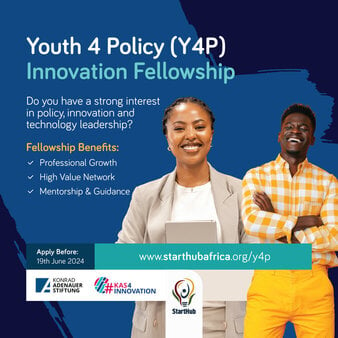 Youth 4 Policy (Y4P)
Innovation Fellowship
Do you have a strong interest
in policy, innovation and
technology leadership?
Fellowship Benefits:
Professional Growth
High Value Network
Mentorship & Guidance
Apply Before:
19th June 2024
www.starthubafrica.org/y4p
KONRAD
ADENAUER
STIFTUNG
#KAS4
INNOVATION
StartHub